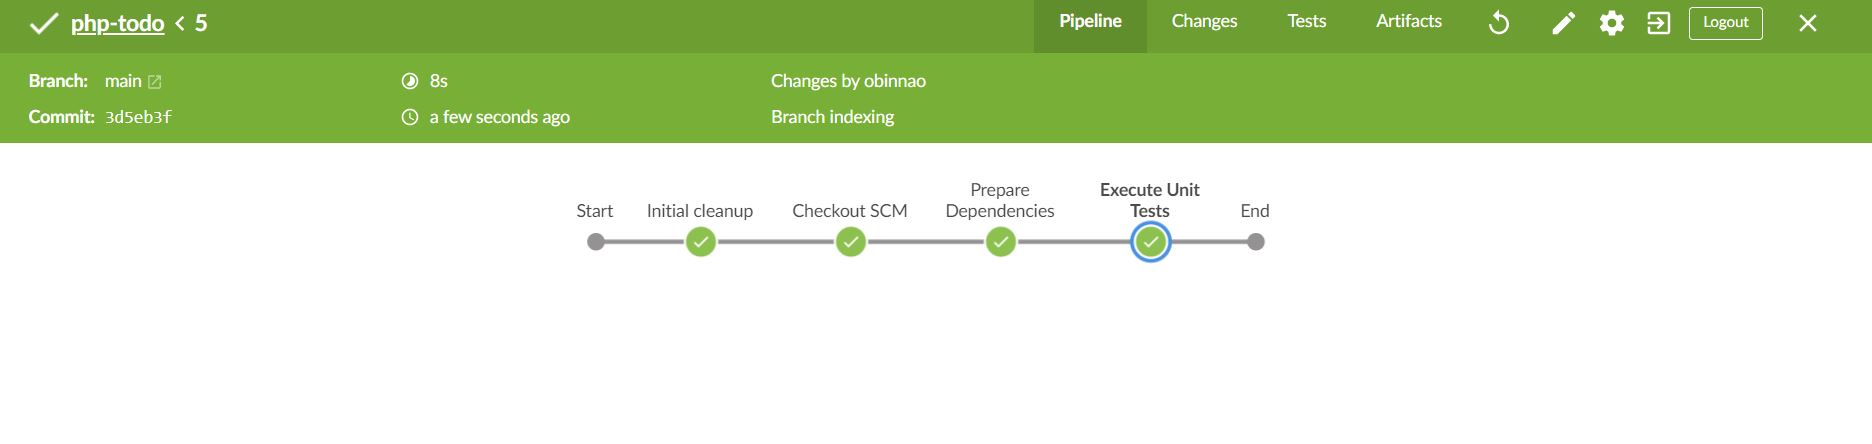 php-todo < 5
Pipeline
Changes
Tests
Artifacts
Logout
Branch: main
8s
Changes by obinnao
Commit: 3d5eb3f
a few seconds ago
Branch indexing
Start
Initial cleanup
Checkout SCM
Prepare
Dependencies
Execute Unit
Tests
End